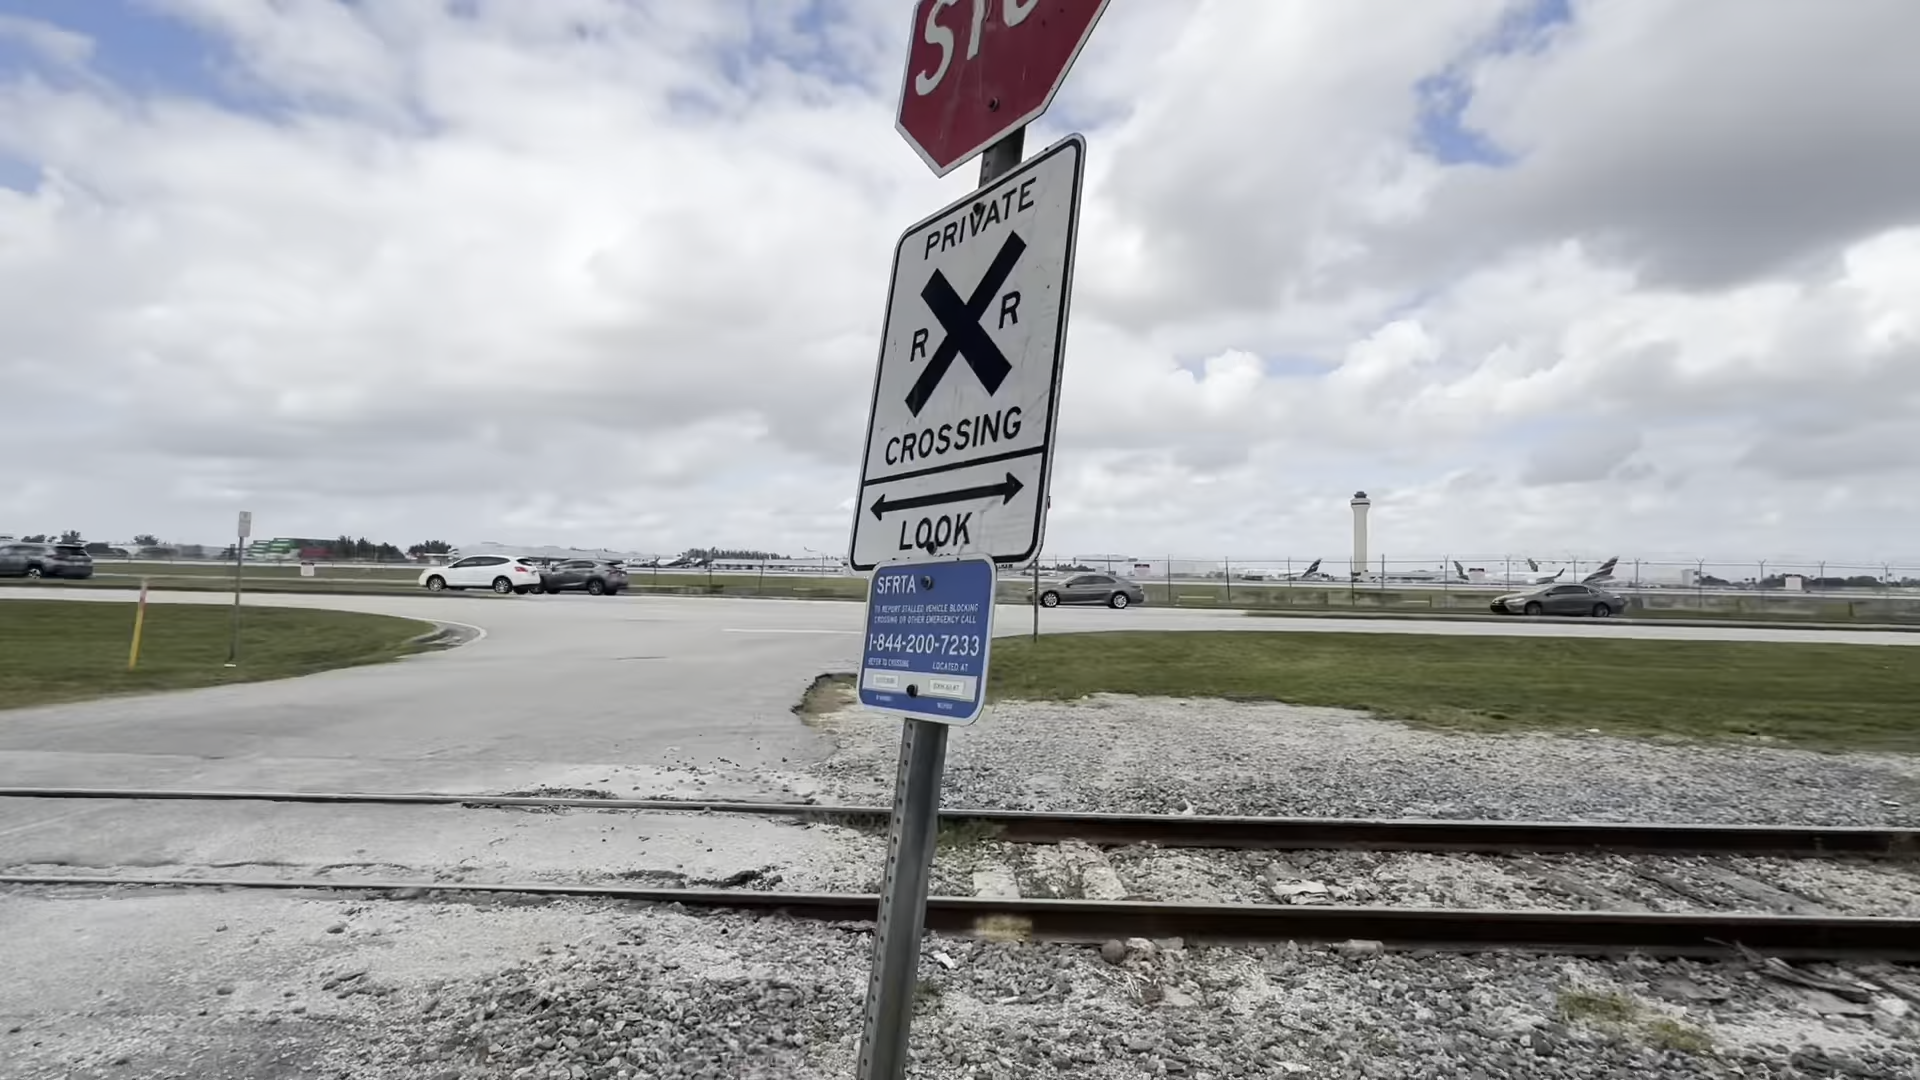 STO
PRIVATE
R R
CROSSING
LOOK
SFRTA
TO REPORT STALLED VEHICLE BLOCKING
CROSSING OR OTHER EMERGENCY CALL
1-844-200-7233
REFER TO CROSSING LOCATED AT